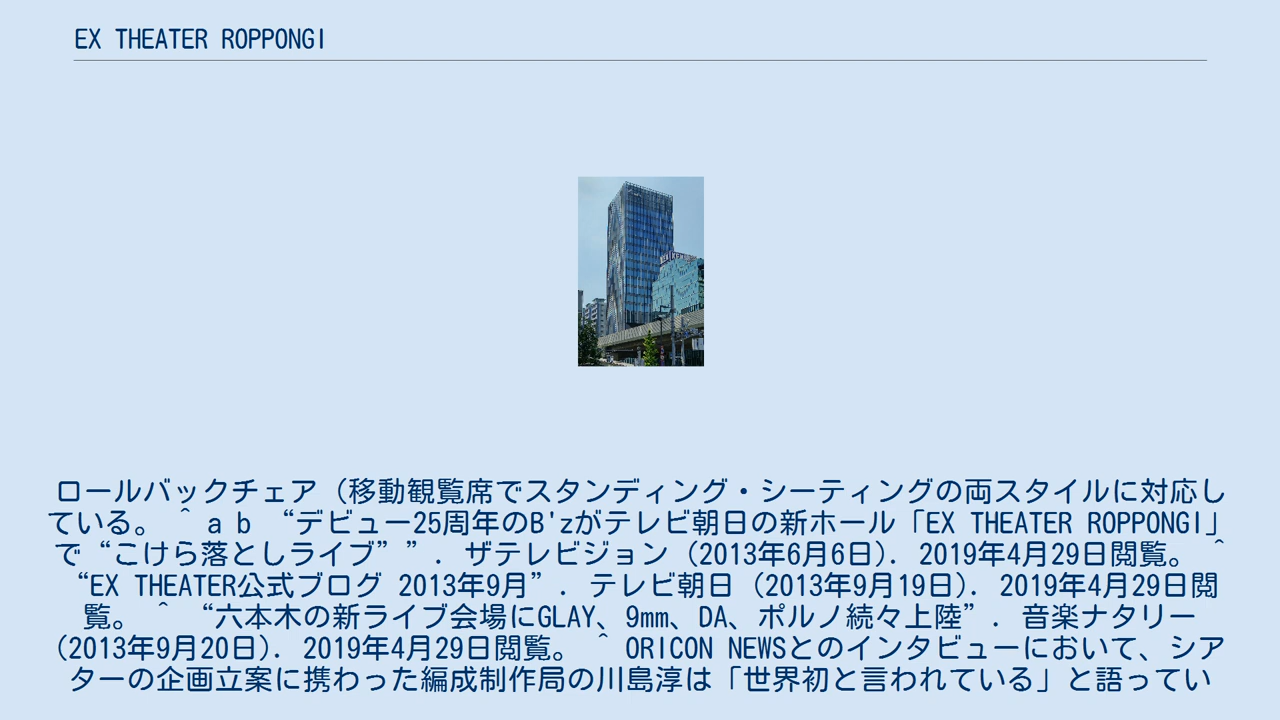 EX THEATER ROPPONGI
ロールバックチェア（移動観覧席でスタンディング・シーティングの両スタイルに対応し
ている。 ^ a b “デビュー25周年のB'zがテレビ朝日の新ホール「EX THEATER ROPPONGI」
で“こけら落としライブ””. ザテレビジョン (2013年6月6日). 2019年4月29日閲覧。 ^
“EX THEATER公式ブログ 2013年9月”. テレビ朝日 (2013年9月19日). 2019年4月29日閲
覧。 ^ “六本木の新ライブ会場にGLAY、9mm、DA、ポルノ続々上陸”. 音楽ナタリー
(2013年9月20日). 2019年4月29日閲覧。 ^ ORICON NEWSとのインタビューにおいて、シア
ターの企画立案に携わった編成制作局の川島淳は「世界初と言われている」と語ってい